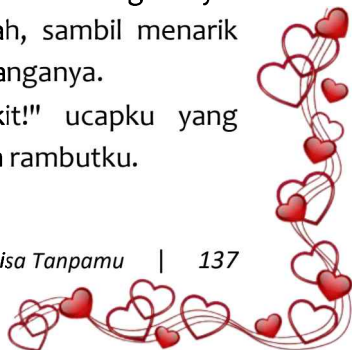 ah, sambil menarik
anganya.
kit!" ucapku yang
rambutku.
isa Tanpamu | 137